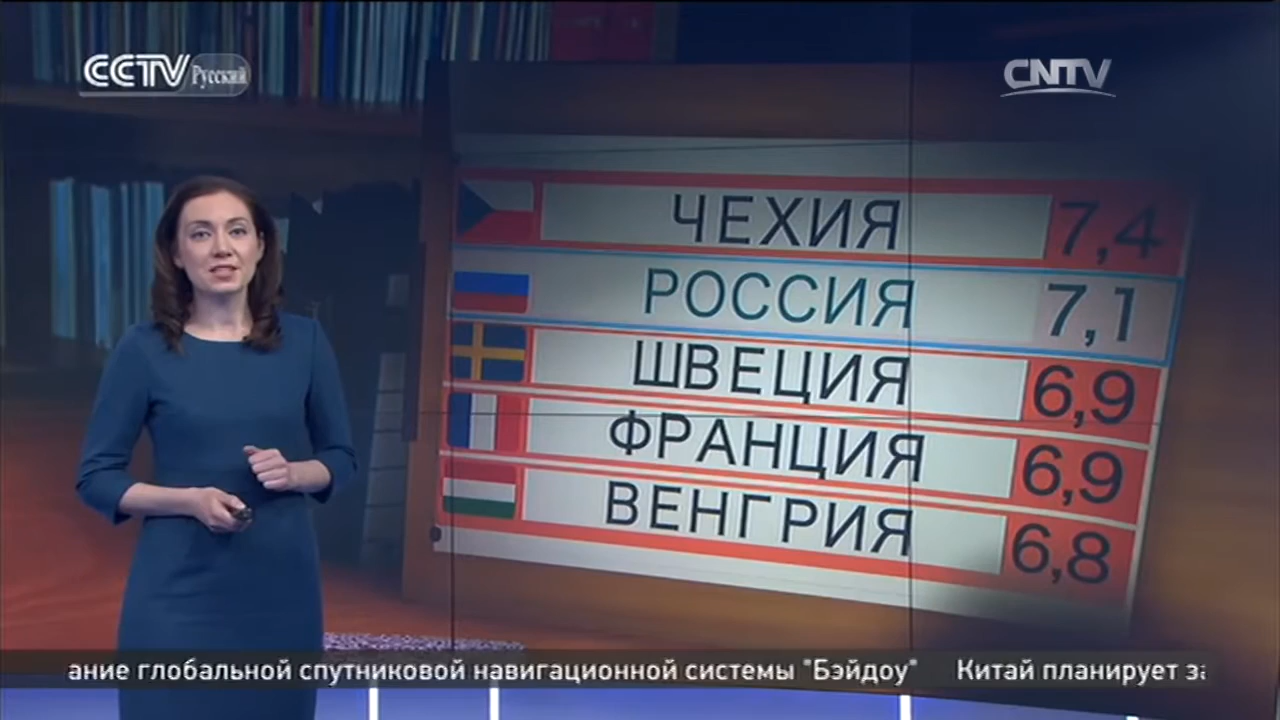 CCTV Русский
CNTV
ЧЕХИЯ 7,4
РОССИЯ 7,1
ШВЕЦИЯ 6,9
ФРАНЦИЯ 6,9
ВЕНГРИЯ 6,8
ание глобальной спутниковой навигационной системы "Бэйдоу" Китай планирует